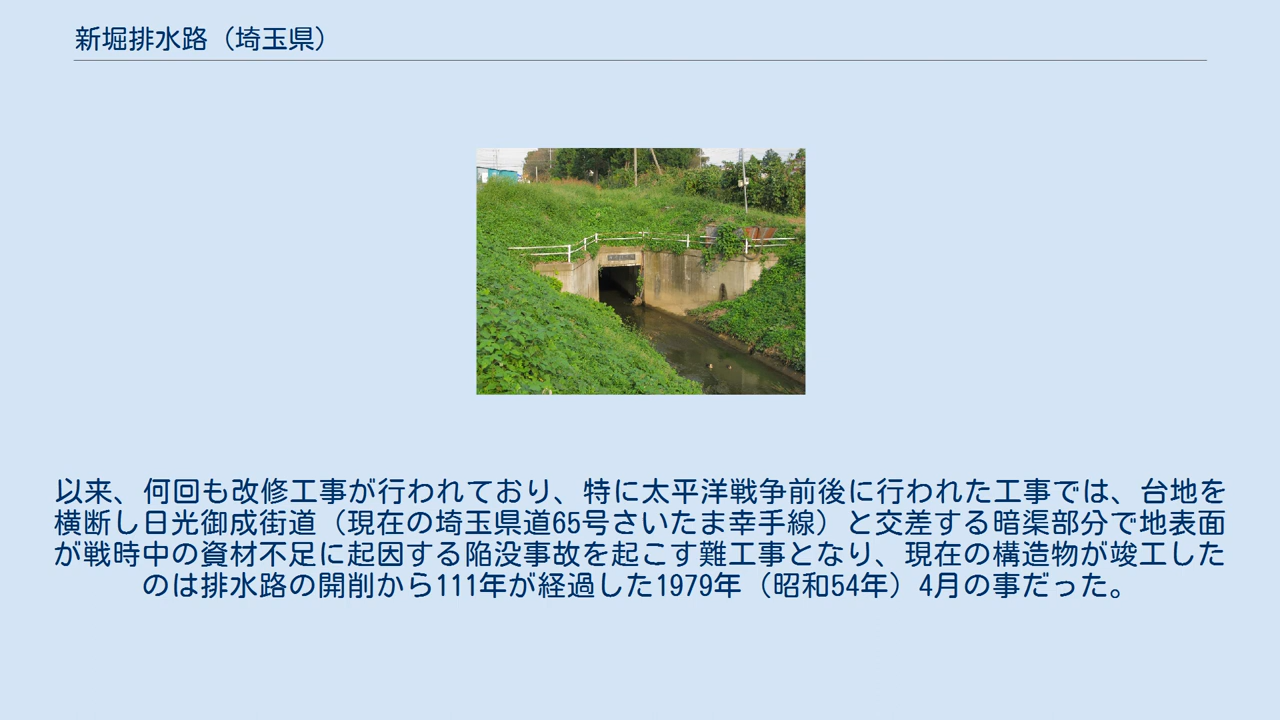 新堀排水路（埼玉県）
以来、何回も改修工事が行われており、特に太平洋戦争前後に行われた工事では、台地を
横断し日光御成街道（現在の埼玉県道65号さいたま幸手線）と交差する暗渠部分で地表面
が戦時中の資材不足に起因する陥没事故を起こす難工事となり、現在の構造物が竣工した
のは排水路の開削から111年が経過した1979年（昭和54年）4月の事だった。